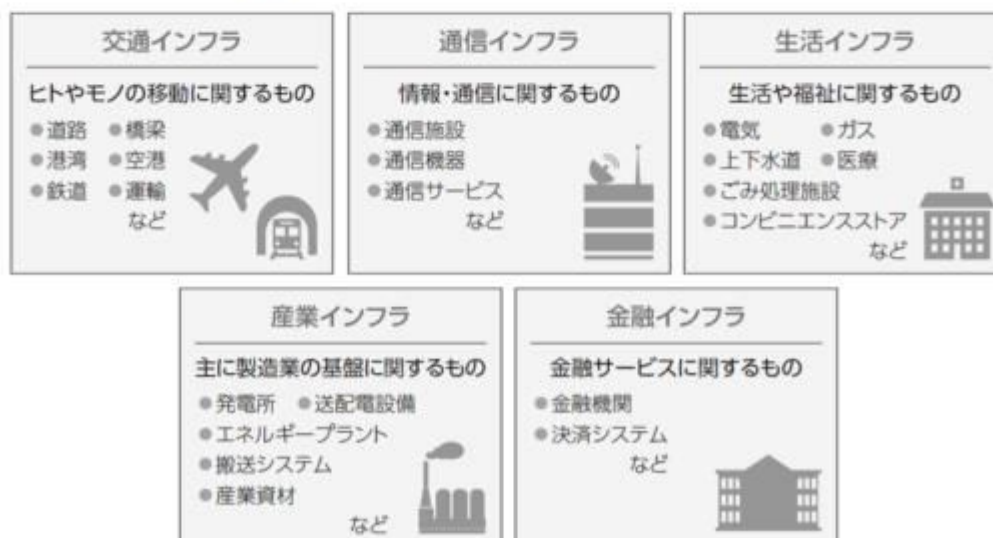 交通インフラ
ヒトやモノの移動に関するもの
●道路 ●橋梁
●港湾 ●空港
●鉄道 ●運輸
など
通信インフラ
情報・通信に関するもの
●通信施設
●通信機器
●通信サービス
など
生活インフラ
生活や福祉に関するもの
●電気 ●ガス
●上下水道 ●医療
●ごみ処理施設
●コンビニエンスストア
など
産業インフラ
主に製造業の基盤に関するもの
●発電所 ●送配電設備
●エネルギープラント
●搬送システム
●産業資材
など
金融インフラ
金融サービスに関するもの
●金融機関
●決済システム
など